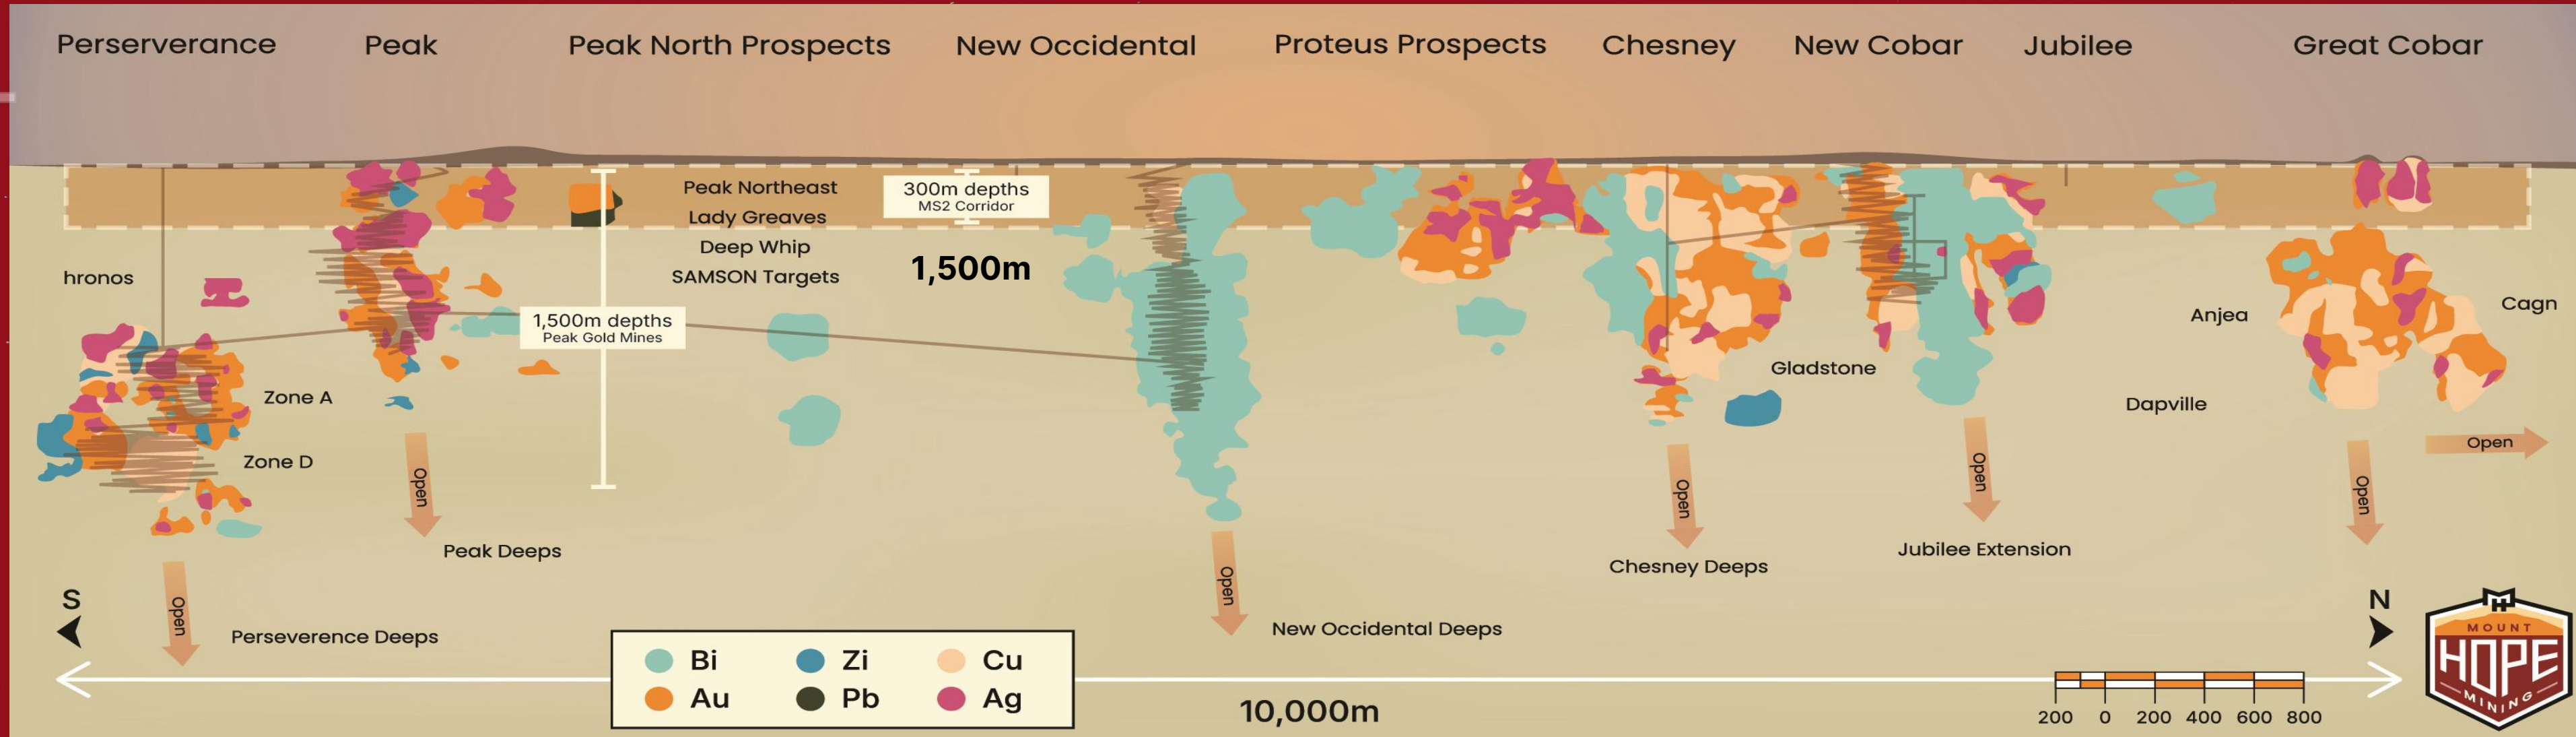 Perserverance
Peak
Peak North Prospects
New Occidental
Proteus Prospects
Chesney
New Cobar
Jubilee
Great Cobar
Peak Northeast
Lady Greaves
Deep Whip
SAMSON Targets
300m depths
MS2 Corridor
1,500m
hronos
1,500m depths
Peak Gold Mines
Anjea
Cagn
Gladstone
Zone A
Dapville
Zone D
Open
Open
Open
Open
Open
Open
Open
Peak Deeps
Jubilee Extension
Chesney Deeps
S
N
Perseverence Deeps
New Occidental Deeps
Bi
Zi
Cu
Au
Pb
Ag
10,000m
200 0 200 400 600 800
MH
MOUNT
HOPE
MINING